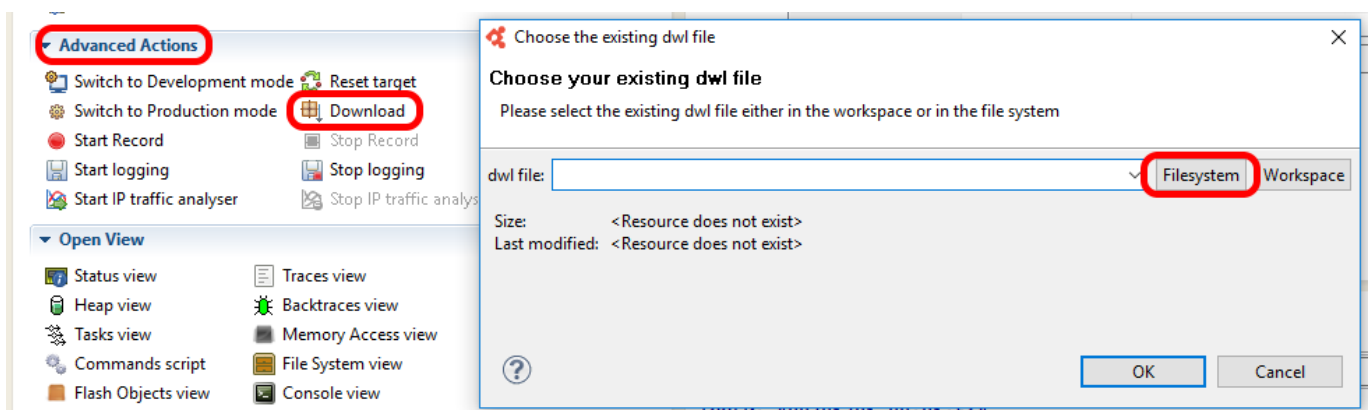 Advanced Actions
Switch to Development mode Reset target
Switch to Production mode Download
Start Record Stop Record
Start logging Stop logging
Start IP traffic analyser Stop IP traffic analys
Open View
Status view Traces view
Heap view Backtraces view
Tasks view Memory Access view
Commands script File System view
Flash Objects view Console view
Choose the existing dwl file
Choose your existing dwl file
Please select the existing dwl file either in the workspace or in the file system
dwl file: Filesystem Workspace
Size: <Resource does not exist>
Last modified: <Resource does not exist>
OK Cancel